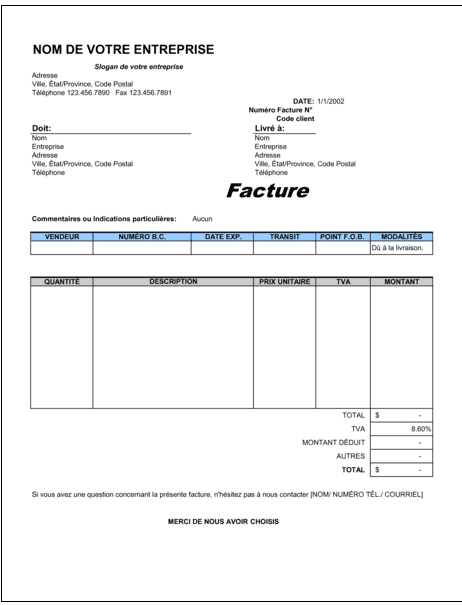 NOM DE VOTRE ENTREPRISE
Slogan de votre entreprise
Adresse
Ville, État/Province, Code Postal
Téléphone 123.456.7890 Fax 123.456.7891
DATE: 1/1/2002
Numéro Facture N°
Code client
Doit: Livré à:
Nom Nom
Entreprise Entreprise
Adresse Adresse
Ville, État/Province, Code Postal Ville, État/Province, Code Postal
Téléphone Téléphone
Facture
Commentaires ou Indications particulières: Aucun
VENDEUR NUMÉRO B.C. DATE EXP. TRANSIT POINT F.O.B. MODALITÉS
Dû à la livraison.
QUANTITÉ DESCRIPTION PRIX UNITAIRE TVA MONTANT
TOTAL $ -
TVA 8.60%
MONTANT DÉDUIT -
AUTRES -
TOTAL $ -
Si vous avez une question concernant la présente facture, n'hésitez pas à nous contacter [NOM/ NUMÉRO TÉL./ COURRIEL]
MERCI DE NOUS AVOIR CHOISIS